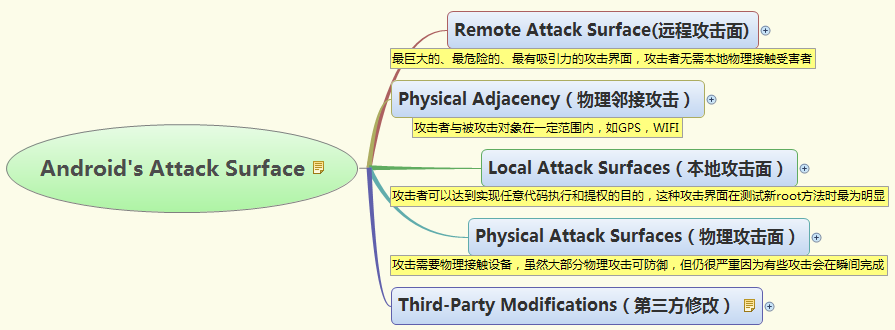 Remote Attack Surface(远程攻击面)
最巨大的、最危险的、最有吸引力的攻击界面，攻击者无需本地物理接触受害者
Physical Adjacency（物理邻接攻击）
攻击者与被攻击对象在一定范围内，如GPS，WIFI
Android's Attack Surface
Local Attack Surfaces（本地攻击面）
攻击者可以达到实现任意代码执行和提权的目的，这种攻击界面在测试新root方法时最为明显
Physical Attack Surfaces（物理攻击面）
攻击需要物理接触设备，虽然大部分物理攻击可防御，但仍很严重因为有些攻击会在瞬间完成
Third-Party Modifications（第三方修改）